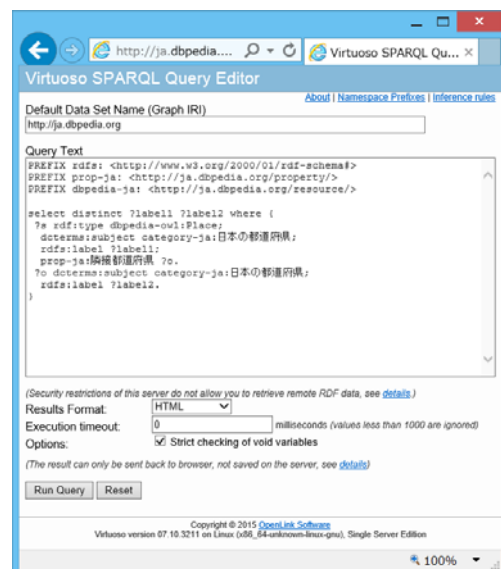 http://ja.dbpedia....
Virtuoso SPARQL Qu...
Virtuoso SPARQL Query Editor
About | Namespace Prefixes | Inference rules
Default Data Set Name (Graph IRI)
http://ja.dbpedia.org
Query Text
PREFIX rdfs: <http://www.w3.org/2000/01/rdf-schema#>
PREFIX prop-ja: <http://ja.dbpedia.org/property/>
PREFIX dbpedia-ja: <http://ja.dbpedia.org/resource/>
select distinct ?label1 ?label2 where {
?s rdf:type dbpedia-owl:Place;
dcterms:subject category-ja:日本の都道府県;
rdfs:label ?label1;
prop-ja:隣接都道府県 ?o.
?o dcterms:subject category-ja:日本の都道府県;
rdfs:label ?label2.
}
(Security restrictions of this server do not allow you to retrieve remote RDF data, see details.)
Results Format: HTML
Execution timeout: 0 milliseconds (values less than 1000 are ignored)
Options: Strict checking of void variables
(The result can only be sent back to browser, not saved on the server, see details)
Run Query Reset
Copyright © 2015 OpenLink Software
Virtuoso version 07.10.3211 on Linux (x86_64-unknown-linux-gnu), Single Server Edition
100%